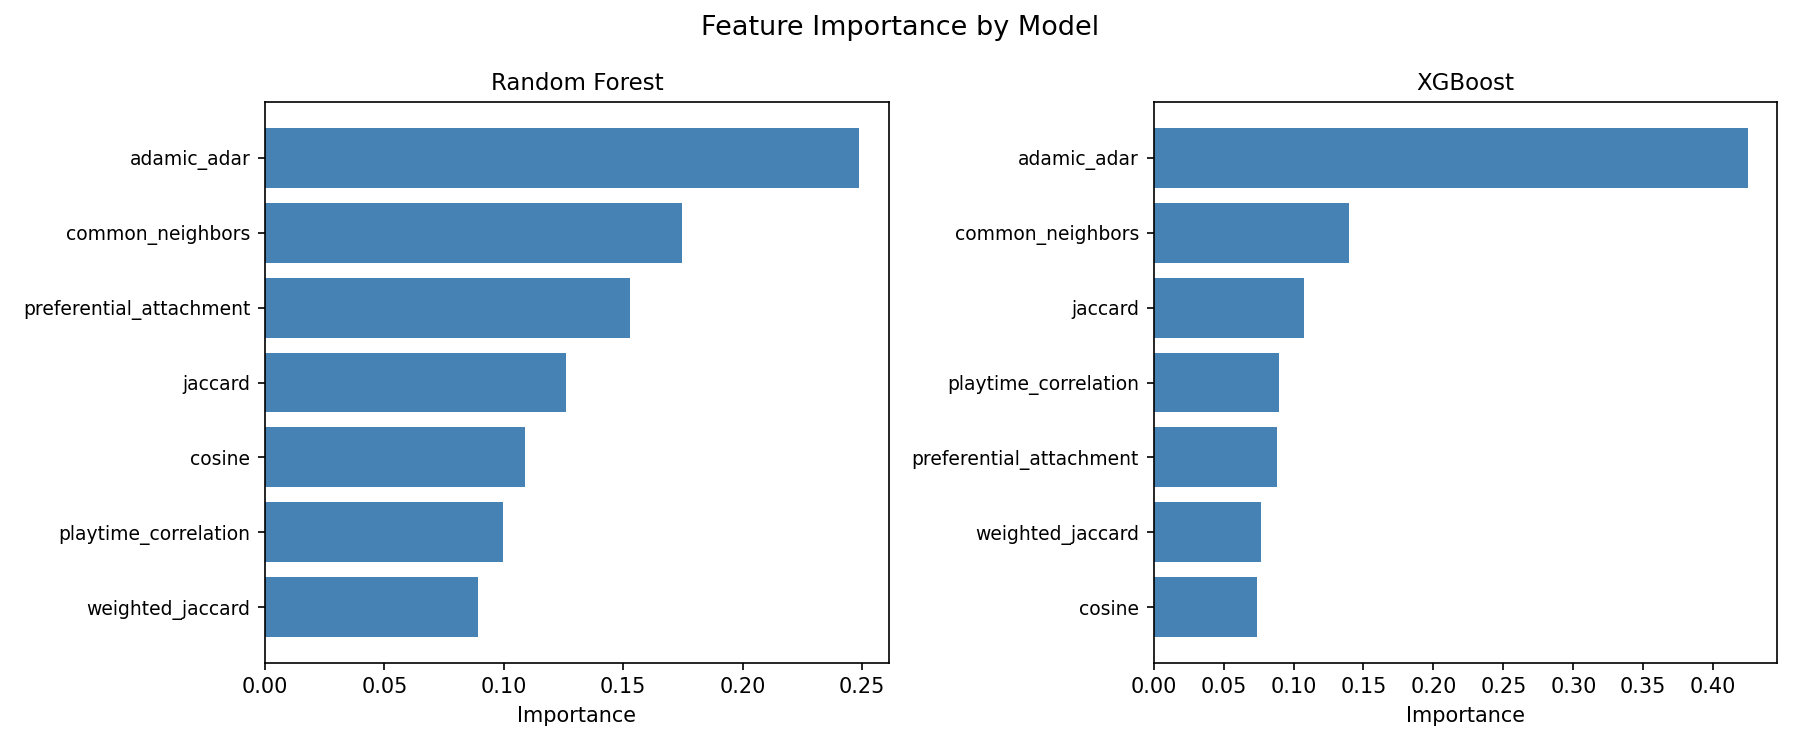 Feature Importance by Model
Random Forest
adamic_adar
common_neighbors
preferential_attachment
jaccard
cosine
playtime_correlation
weighted_jaccard
0.00 0.05 0.10 0.15 0.20 0.25
Importance
XGBoost
adamic_adar
common_neighbors
jaccard
playtime_correlation
preferential_attachment
weighted_jaccard
cosine
0.00 0.05 0.10 0.15 0.20 0.25 0.30 0.35 0.40
Importance